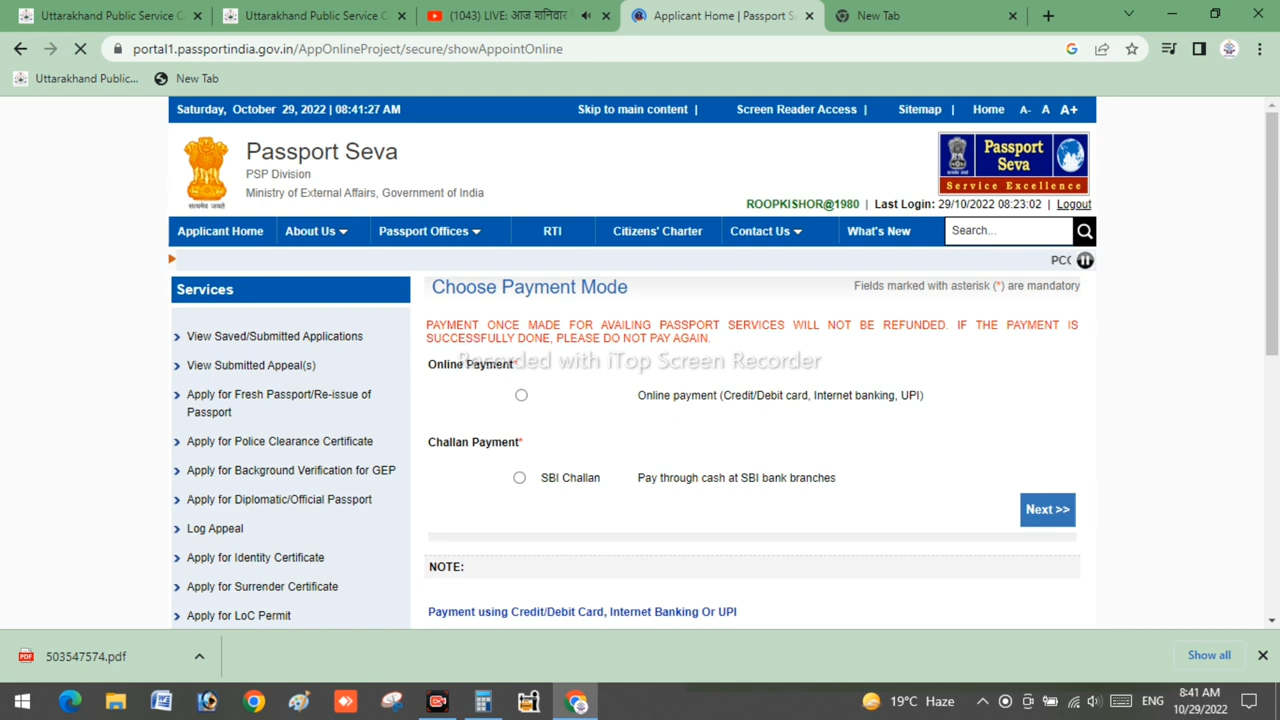 Uttarakhand Public Service C
Uttarakhand Public Service C
(1043) LIVE: आज शनिवार
Applicant Home | Passport S
New Tab
portal1.passportindia.gov.in/AppOnlineProject/secure/showAppointOnline
Uttarakhand Public...
New Tab
Saturday, October 29, 2022 | 08:41:27 AM
Skip to main content |
Screen Reader Access |
Sitemap |
Home
A-
A
A+
Passport Seva
PSP Division
Ministry of External Affairs, Government of India
सत्यमेव जयते
Passport
Seva
Service Excellence
ROOPKISHOR@1980 | Last Login: 29/10/2022 08:23:02 | Logout
Applicant Home
About Us
Passport Offices
RTI
Citizens' Charter
Contact Us
What's New
Search...
PCC
Services
View Saved/Submitted Applications
View Submitted Appeal(s)
Apply for Fresh Passport/Re-issue of
Passport
Apply for Police Clearance Certificate
Apply for Background Verification for GEP
Apply for Diplomatic/Official Passport
Log Appeal
Apply for Identity Certificate
Apply for Surrender Certificate
Apply for LoC Permit
Choose Payment Mode
Fields marked with asterisk (*) are mandatory
PAYMENT ONCE MADE FOR AVAILING PASSPORT SERVICES WILL NOT BE REFUNDED. IF THE PAYMENT IS
SUCCESSFULLY DONE, PLEASE DO NOT PAY AGAIN.
Recorded with iTop Screen Recorder
Online Payment*
Online payment (Credit/Debit card, Internet banking, UPI)
Challan Payment*
SBI Challan
Pay through cash at SBI bank branches
Next >>
NOTE:
Payment using Credit/Debit Card, Internet Banking Or UPI
503547574.pdf
Show all
19°C Haze
ENG
8:41 AM
10/29/2022